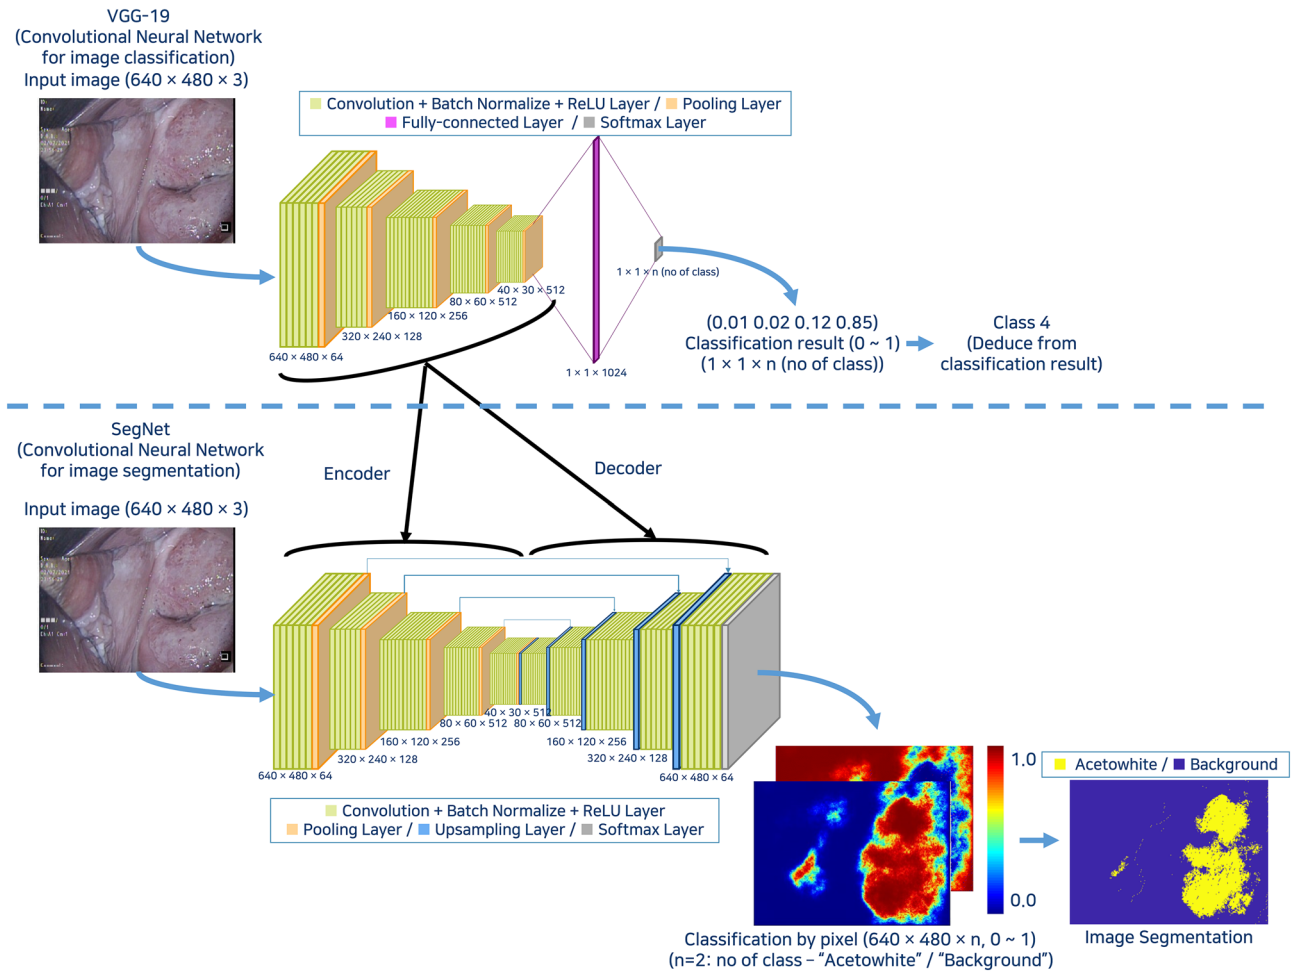 VGG-19
(Convolutional Neural Network
for image classification)
Input image (640 × 480 × 3)
Convolution + Batch Normalize + ReLU Layer / Pooling Layer
Fully-connected Layer / Softmax Layer
640 × 480 × 64
320 × 240 × 128
160 × 120 × 256
80 × 60 × 512
40 × 30 × 512
1 × 1 × 1024
1 × 1 × n (no of class)
(0.01 0.02 0.12 0.85)
Classification result (0 ~ 1)
(1 × 1 × n (no of class))
Class 4
(Deduce from
classification result)
SegNet
(Convolutional Neural Network
for image segmentation)
Input image (640 × 480 × 3)
Encoder
Decoder
640 × 480 × 64
320 × 240 × 128
160 × 120 × 256
80 × 60 × 512
40 × 30 × 512
80 × 60 × 512
160 × 120 × 256
320 × 240 × 128
640 × 480 × 64
Convolution + Batch Normalize + ReLU Layer
Pooling Layer / Upsampling Layer / Softmax Layer
1.0
0.0
Classification by pixel (640 × 480 × n, 0 ~ 1)
(n=2: no of class – “Acetowhite” / “Background”)
Acetowhite / Background
Image Segmentation